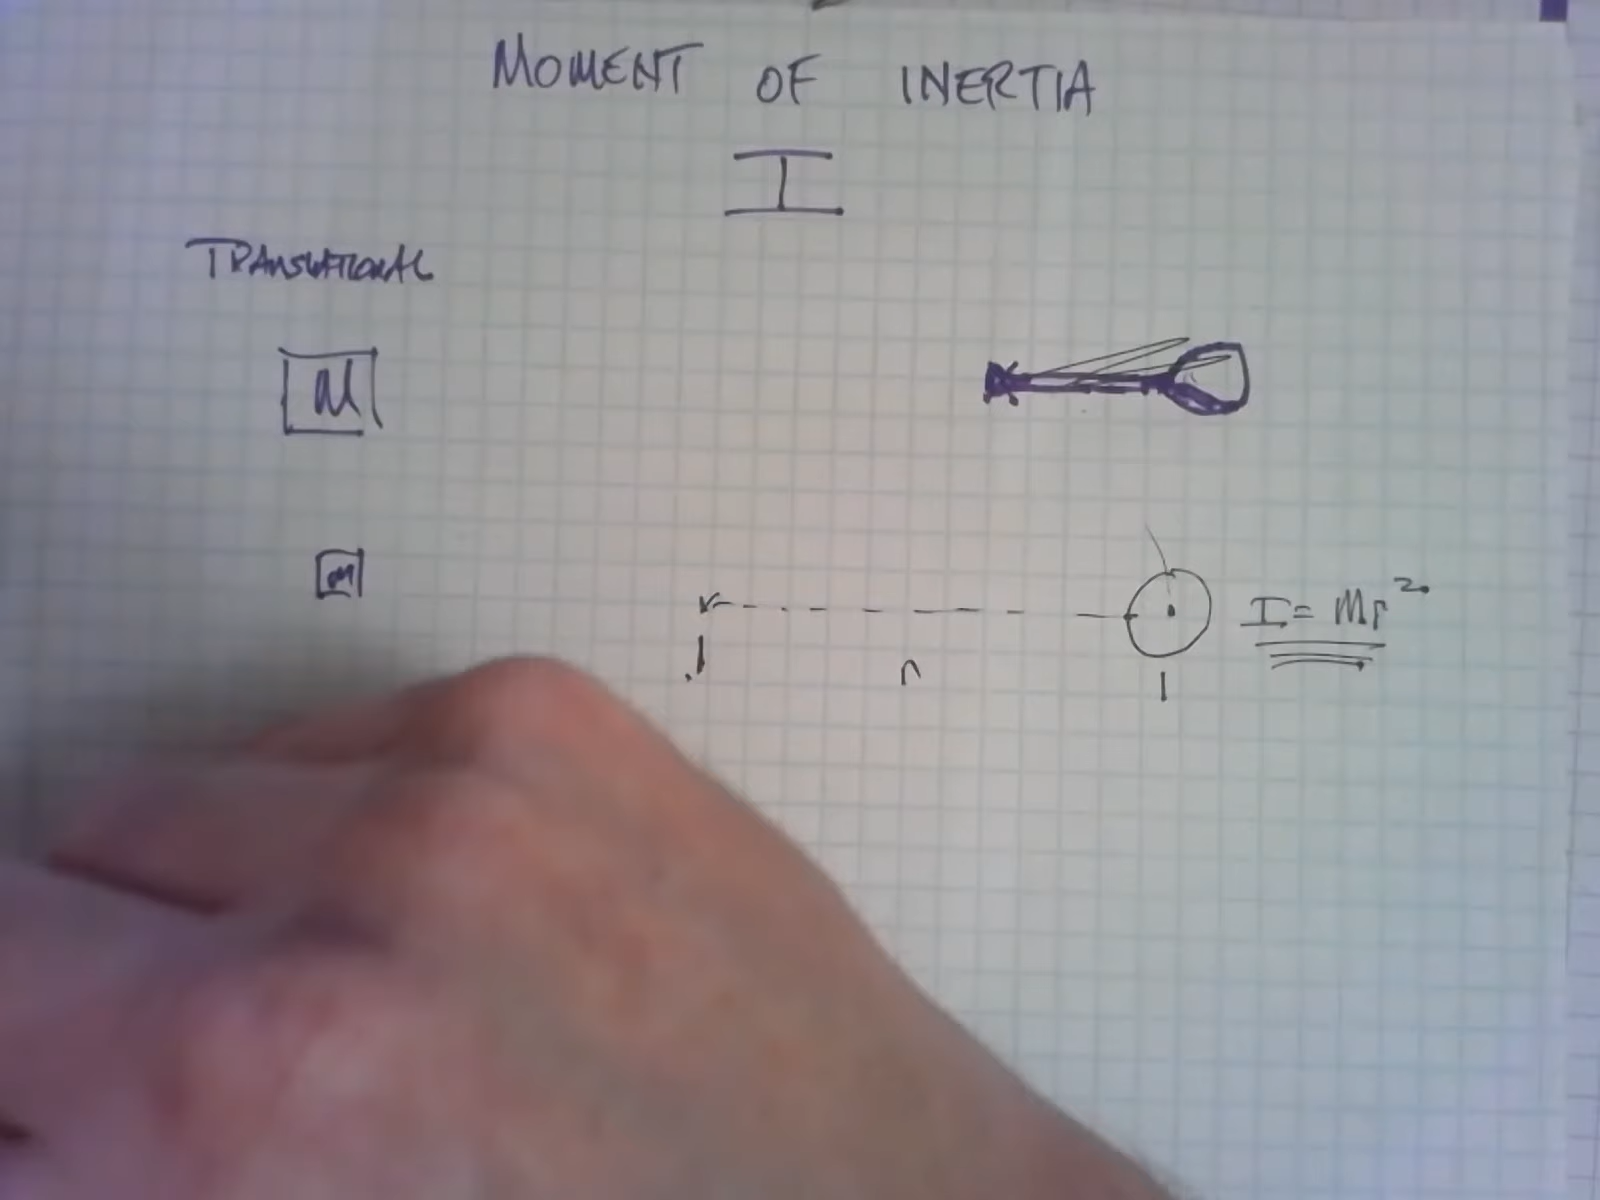 MOMENT OF INERTIA
I
TRANSLATIONAL
M
m
I = Mr²
r